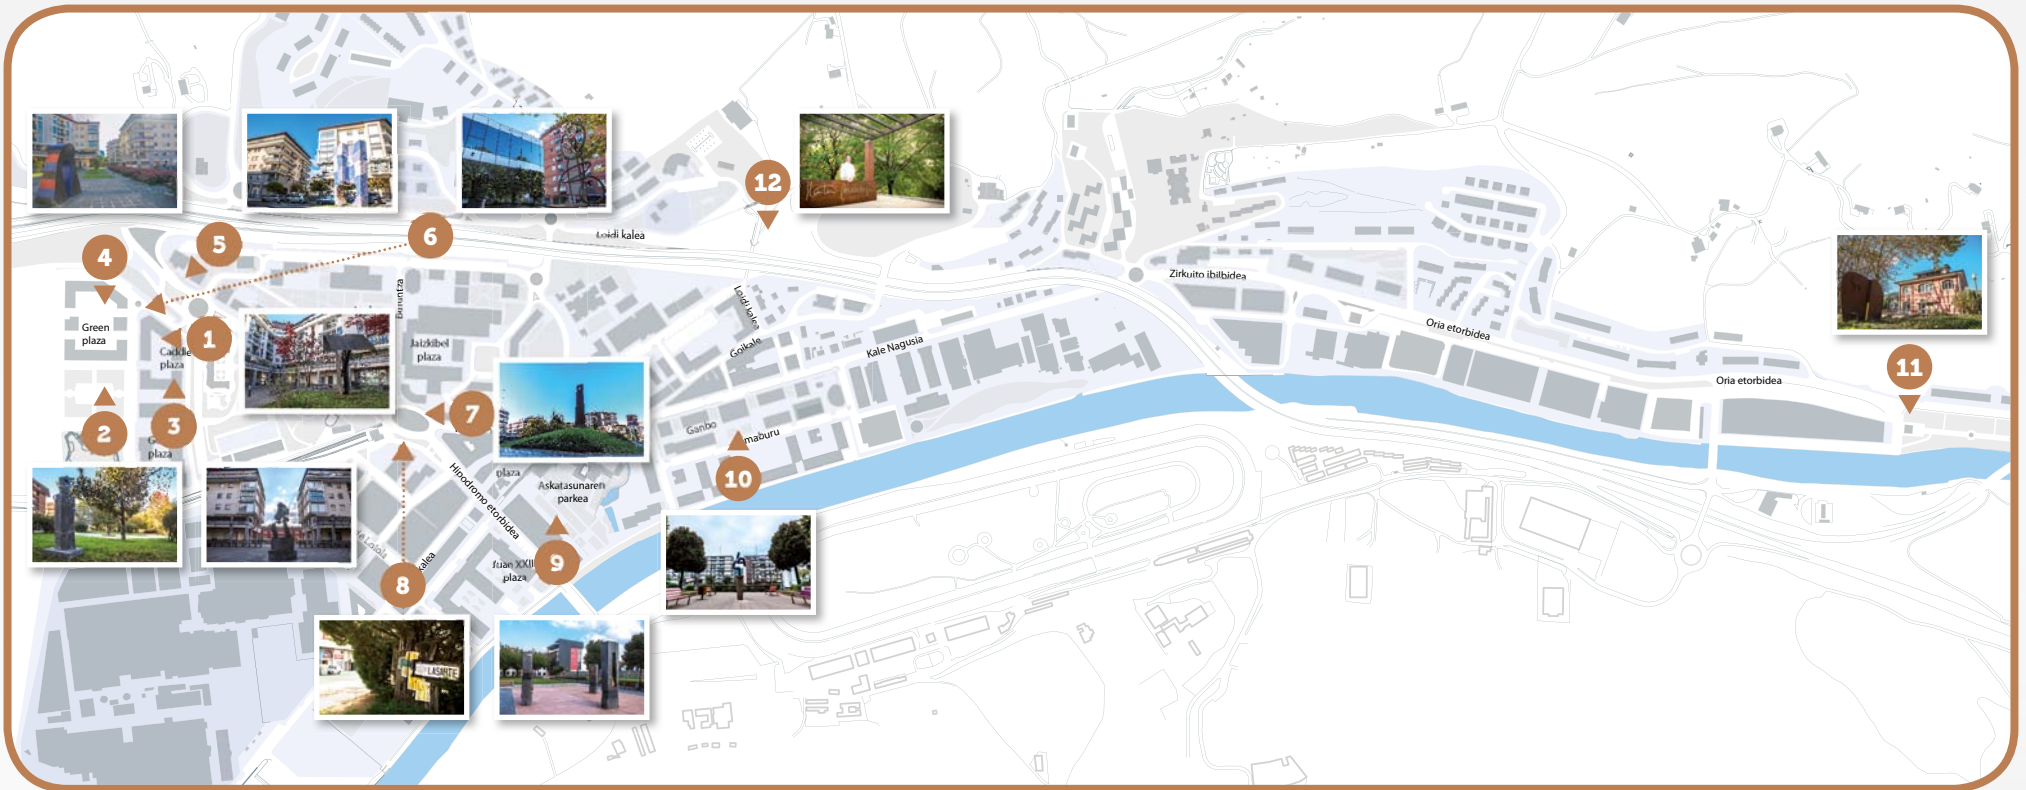 12
Loidi kalea
6
5
4
Zirkuito ibilbidea
Loidi kalea
Oria etorbidea
Green
plaza
1
Jaizkibel
plaza
Goikale
Kale Nagusia
plaza
11
Oria etorbidea
7
2
3
plaza
Ganbo
maburu
10
plaza
Hipodromo etorbidea
Askatasunaren
parkea
kalea
Juan XXIII
plaza
9
8
LASARTE